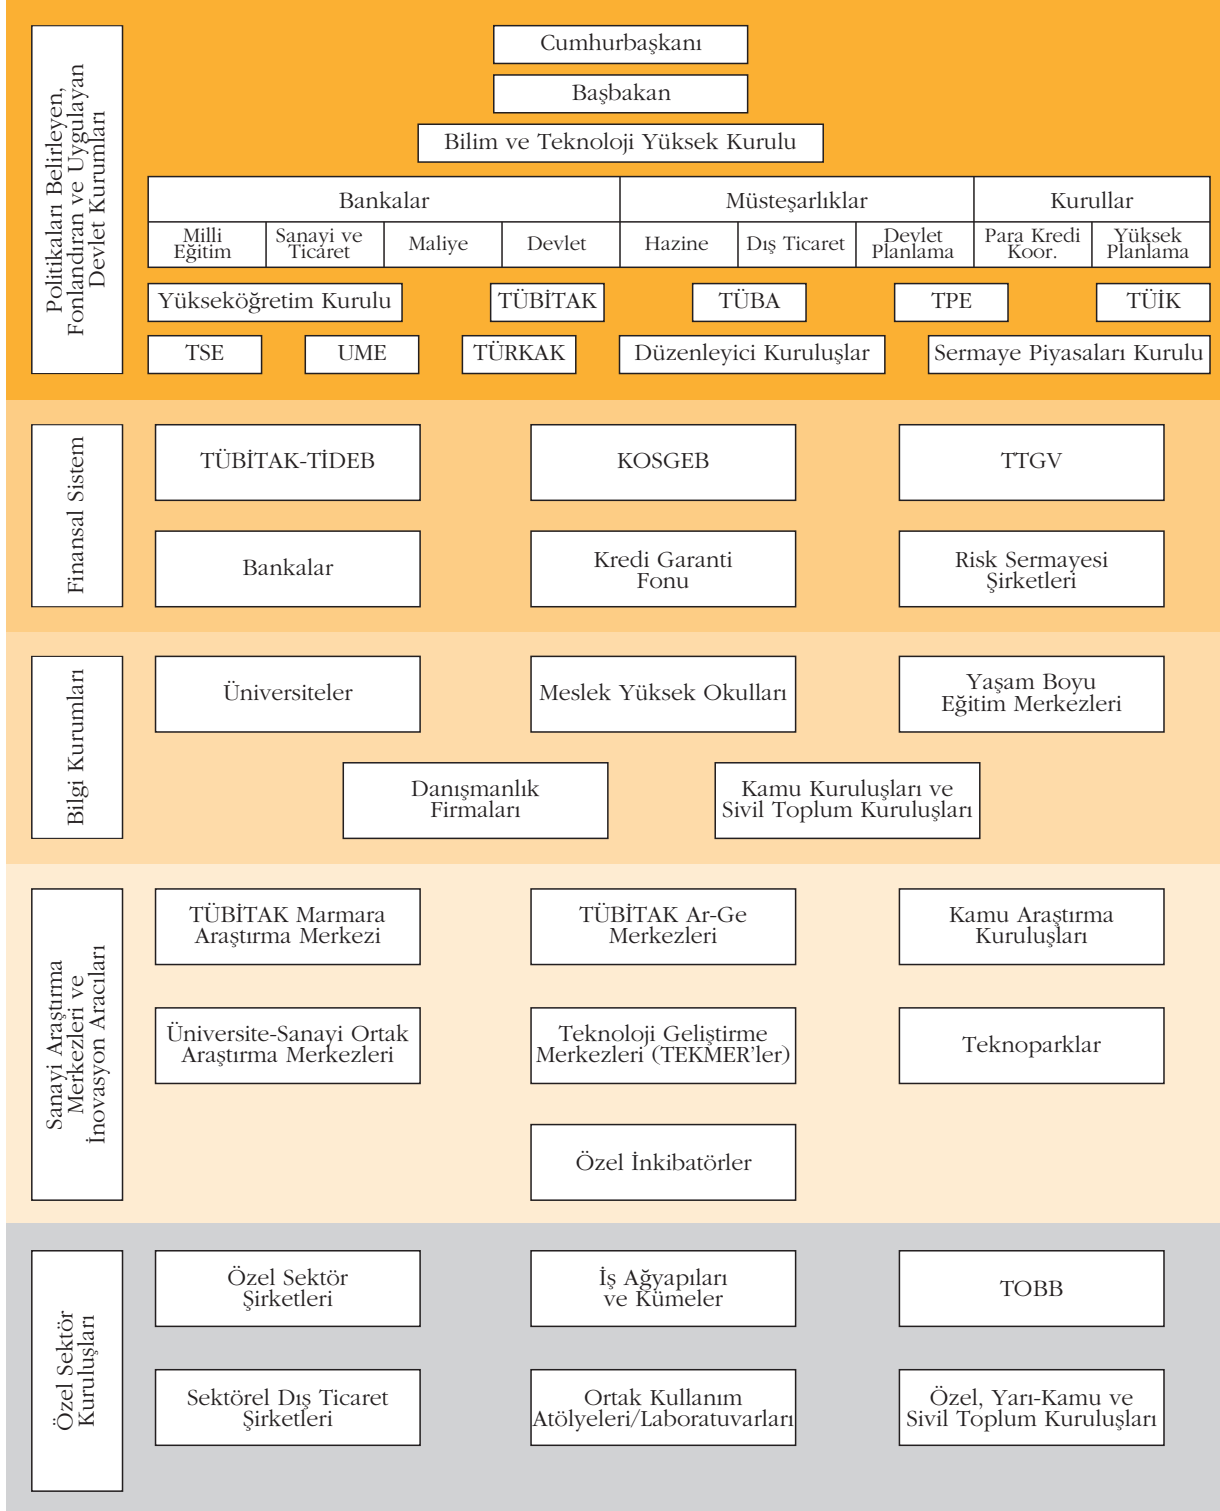 Politikaları Belirleyen,
Fonlandıran ve Uygulayan
Devlet Kurumları
Cumhurbaşkanı
Başbakan
Bilim ve Teknoloji Yüksek Kurulu
Bankalar
Müsteşarlıklar
Kurullar
Milli
Eğitim
Sanayi ve
Ticaret
Maliye
Devlet
Hazine
Dış Ticaret
Devlet
Planlama
Para Kredi
Koor.
Yüksek
Planlama
Yükseköğretim Kurulu
TÜBİTAK
TÜBA
TPE
TÜİK
TSE
UME
TÜRKAK
Düzenleyici Kuruluşlar
Sermaye Piyasaları Kurulu
Finansal Sistem
TÜBİTAK-TİDEB
KOSGEB
TTGV
Bankalar
Kredi Garanti
Fonu
Risk Sermayesi
Şirketleri
Bilgi Kurumları
Üniversiteler
Meslek Yüksek Okulları
Yaşam Boyu
Eğitim Merkezleri
Danışmanlık
Firmaları
Kamu Kuruluşları ve
Sivil Toplum Kuruluşları
Sanayi Araştırma
Merkezleri ve
İnovasyon Aracıları
TÜBİTAK Marmara
Araştırma Merkezi
TÜBİTAK Ar-Ge
Merkezleri
Kamu Araştırma
Kuruluşları
Üniversite-Sanayi Ortak
Araştırma Merkezleri
Teknoloji Geliştirme
Merkezleri (TEKMER'ler)
Teknoparklar
Özel İnkibatörler
Özel Sektör
Kuruluşları
Özel Sektör
Şirketleri
İş Ağyapıları
ve Kümeler
TOBB
Sektörel Dış Ticaret
Şirketleri
Ortak Kullanım
Atölyeleri/Laboratuvarları
Özel, Yarı-Kamu ve
Sivil Toplum Kuruluşları